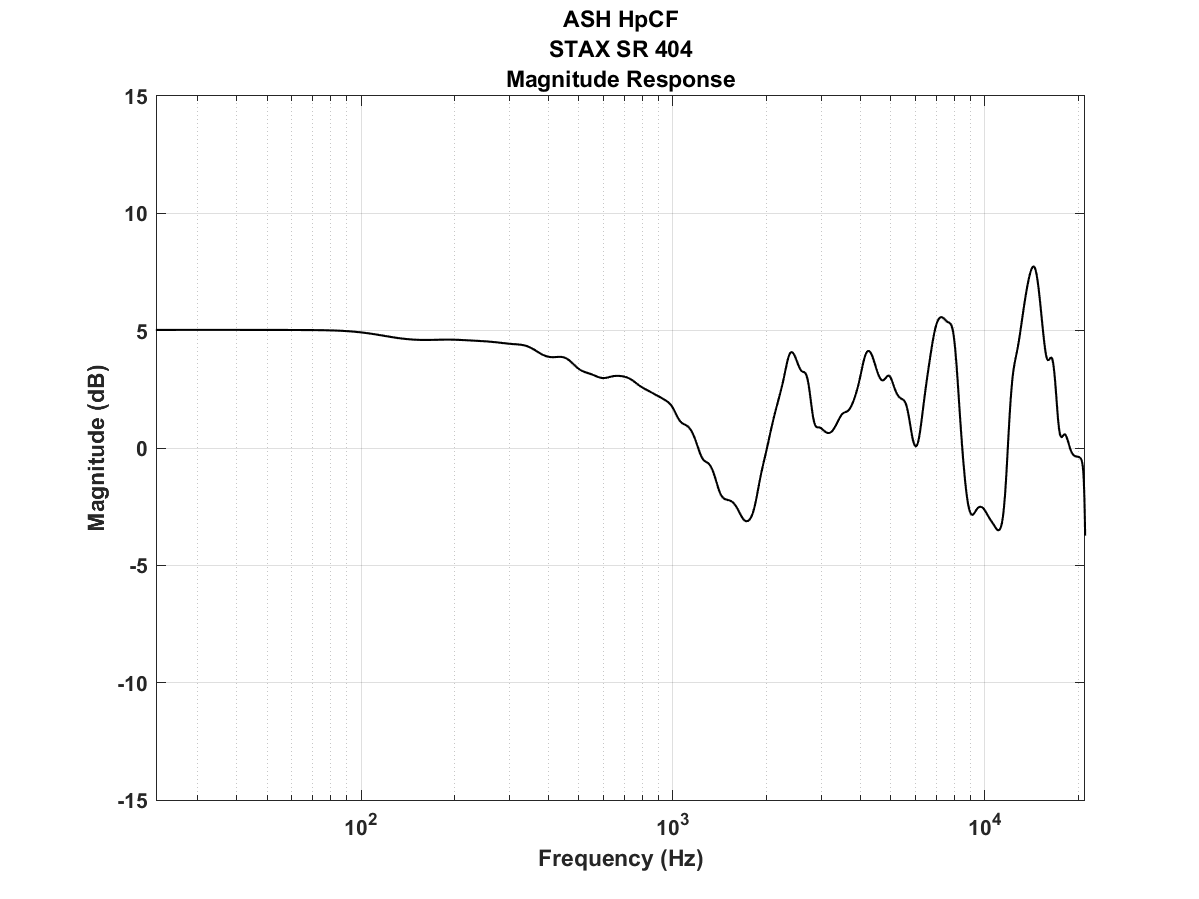 ASH HpCF
STAX SR 404
Magnitude Response
15
10
5
0
-5
-10
-15
Magnitude (dB)
10² 10³ 10⁴
Frequency (Hz)